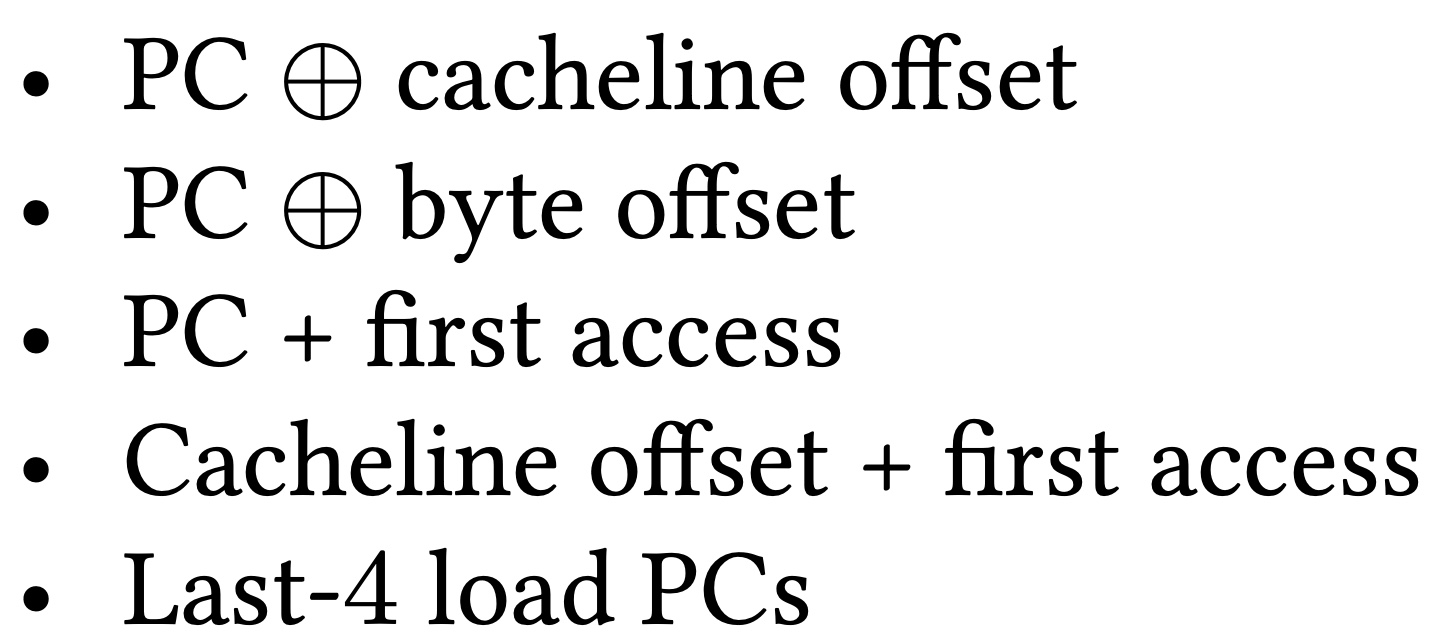 • PC ⊕ cacheline offset
• PC ⊕ byte offset
• PC + first access
• Cacheline offset + first access
• Last-4 load PCs